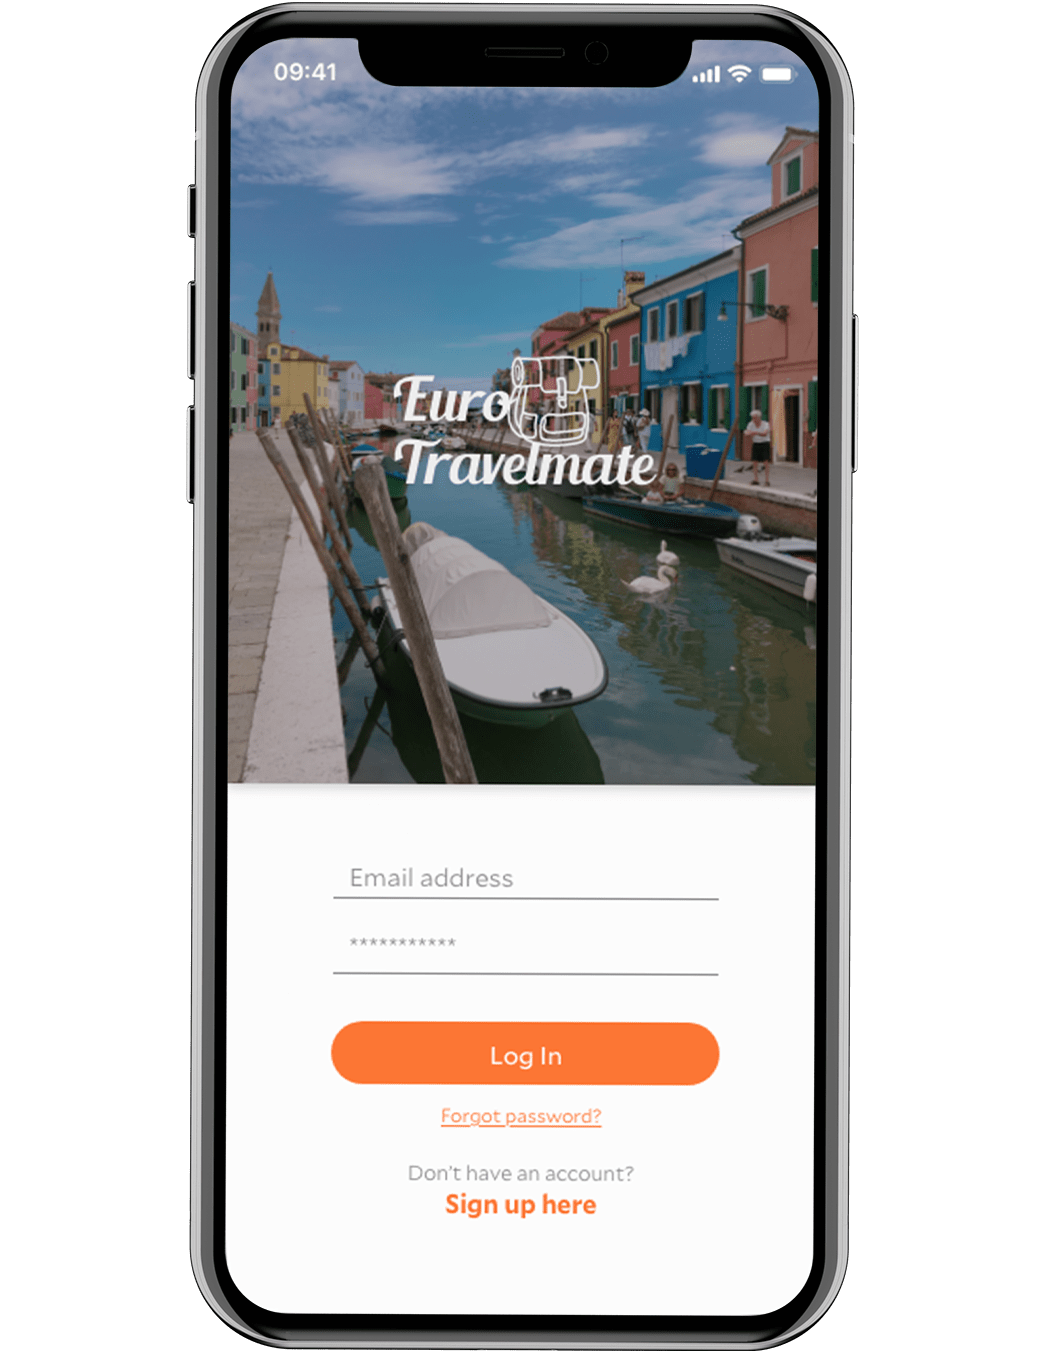 09:41
Euro
Travelmate
Email address
***********
Log In
Forgot password?
Don't have an account?
Sign up here